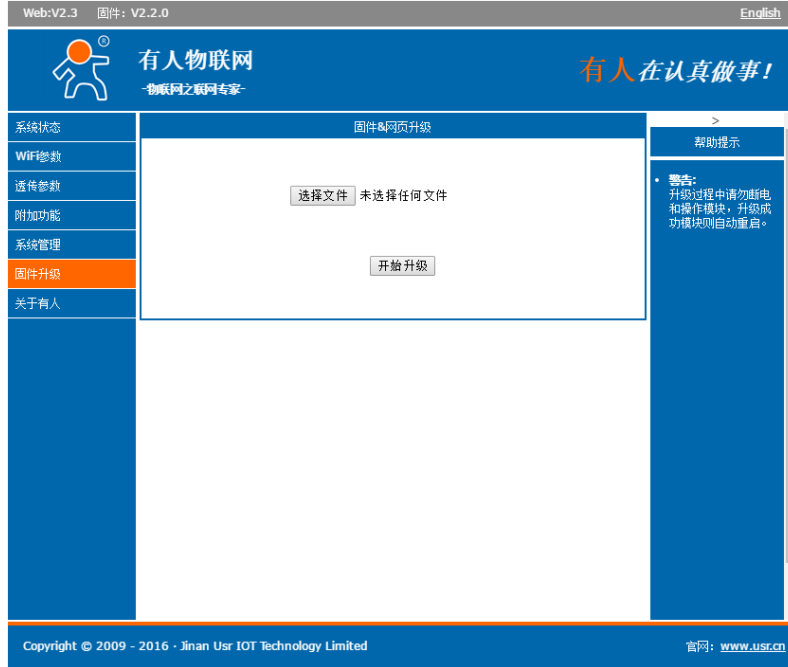 Web:V2.3 固件: V2.2.0 English
®
有人物联网
-物联网之联网专家-
有人在认真做事!
系统状态
WiFi参数
透传参数
附加功能
系统管理
固件升级
关于有人
固件&网页升级
选择文件 未选择任何文件
开始升级
>
帮助提示
• 警告:
升级过程中请勿断电
和操作模块，升级成
功模块则自动重启。
Copyright © 2009 - 2016 · Jinan Usr IOT Technology Limited
官网: www.usr.cn